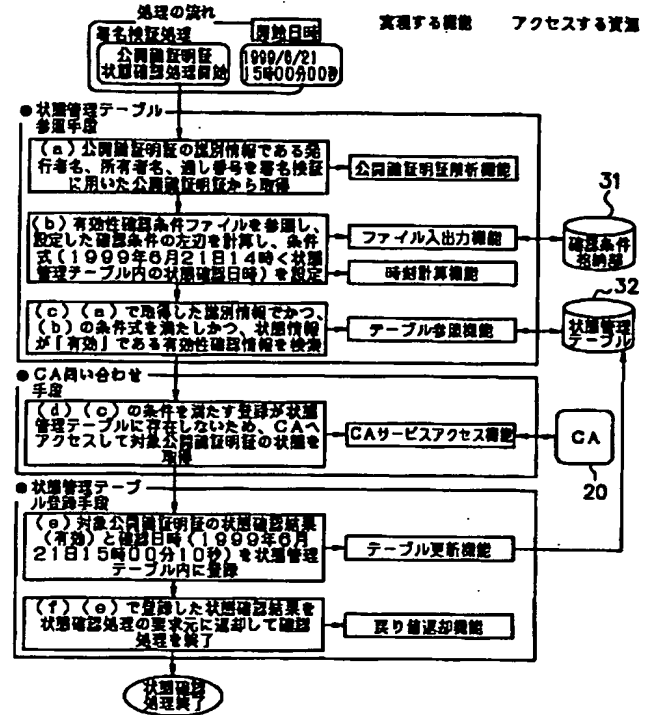 処理の流れ
実現する機能
アクセスする資源
署名検証処理
開始日時
公開鍵証明証
状態確認処理開始
1999/6/21
15時00分00秒
●状態管理テーブル
参照手段
(a)公開鍵証明証の識別情報である発
行者名、所有者名、通し番号を署名検証
に用いた公開鍵証明証から取得
公開鍵証明証解析機能
(b)有効性確認条件ファイルを参照し、
設定した確認条件の左辺を計算し、条件
式(1999年6月21日14時<状態
管理テーブル内の状態確認日時)を設定
ファイル入出力機能
時刻計算機能
31
確認条件
格納部
(c)(a)で取得した識別情報でかつ、
(b)の条件式を満たしかつ、状態情報
が「有効」である有効性確認情報を検索
テーブル参照機能
32
状態管理
テーブル
●CA問い合わせ
手段
(d)(c)の条件を満たす登録が状態
管理テーブルに存在しないため、CAへ
アクセスして対象公開鍵証明証の状態を
取得
CAサービスアクセス機能
CA
20
●状態管理テーブ
ル登録手段
(e)対象公開鍵証明証の状態確認結果
(有効)と確認日時(1999年6月
21日15時00分10秒)を状態管理
テーブル内に登録
テーブル更新機能
(f)(e)で登録した状態確認結果を
状態確認処理の要求元に返却して確認
処理を終了
戻り値返却機能
状態確認
処理終了